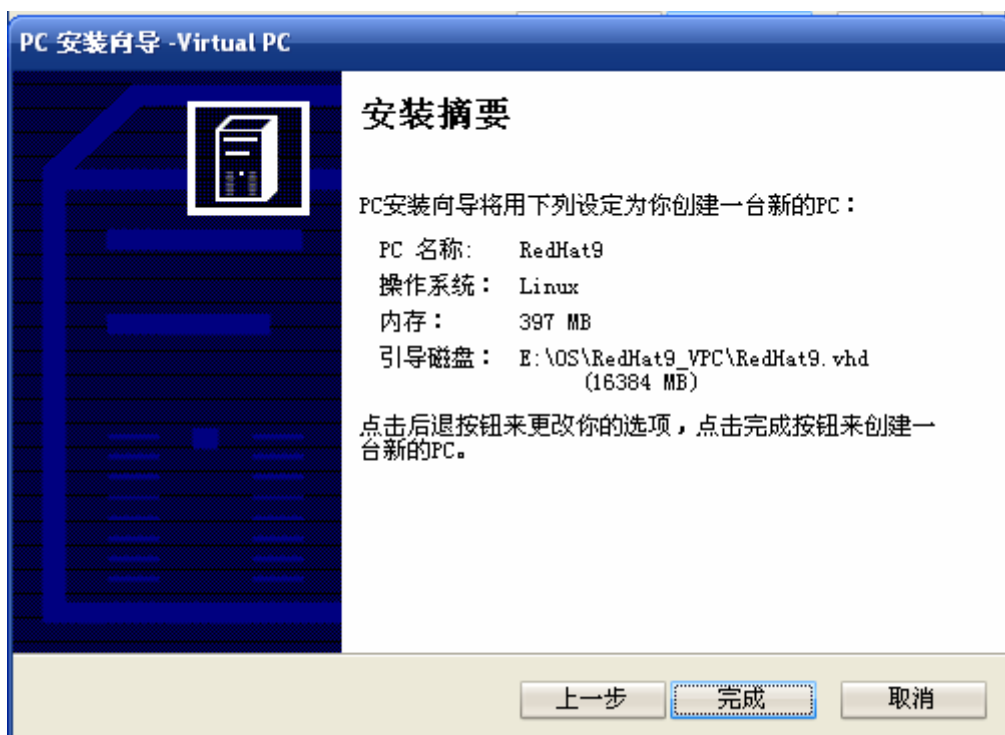 PC 安装向导 -Virtual PC
安装摘要
PC安装向导将用下列设定为你创建一台新的PC：
PC 名称: RedHat9
操作系统： Linux
内存： 397 MB
引导磁盘： E:\OS\RedHat9_VPC\RedHat9.vhd
(16384 MB)
点击后退按钮来更改你的选项，点击完成按钮来创建一
台新的PC。
上一步 完成 取消